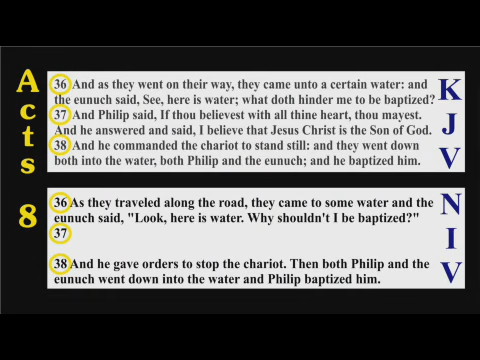 Acts 8
36 And as they went on their way, they came unto a certain water: and
the eunuch said, See, here is water; what doth hinder me to be baptized?
37 And Philip said, If thou believest with all thine heart, thou mayest.
And he answered and said, I believe that Jesus Christ is the Son of God.
38 And he commanded the chariot to stand still: and they went down
both into the water, both Philip and the eunuch; and he baptized him.
KJV
36 As they traveled along the road, they came to some water and the
eunuch said, "Look, here is water. Why shouldn't I be baptized?"
37
38 And he gave orders to stop the chariot. Then both Philip and the
eunuch went down into the water and Philip baptized him.
NIV